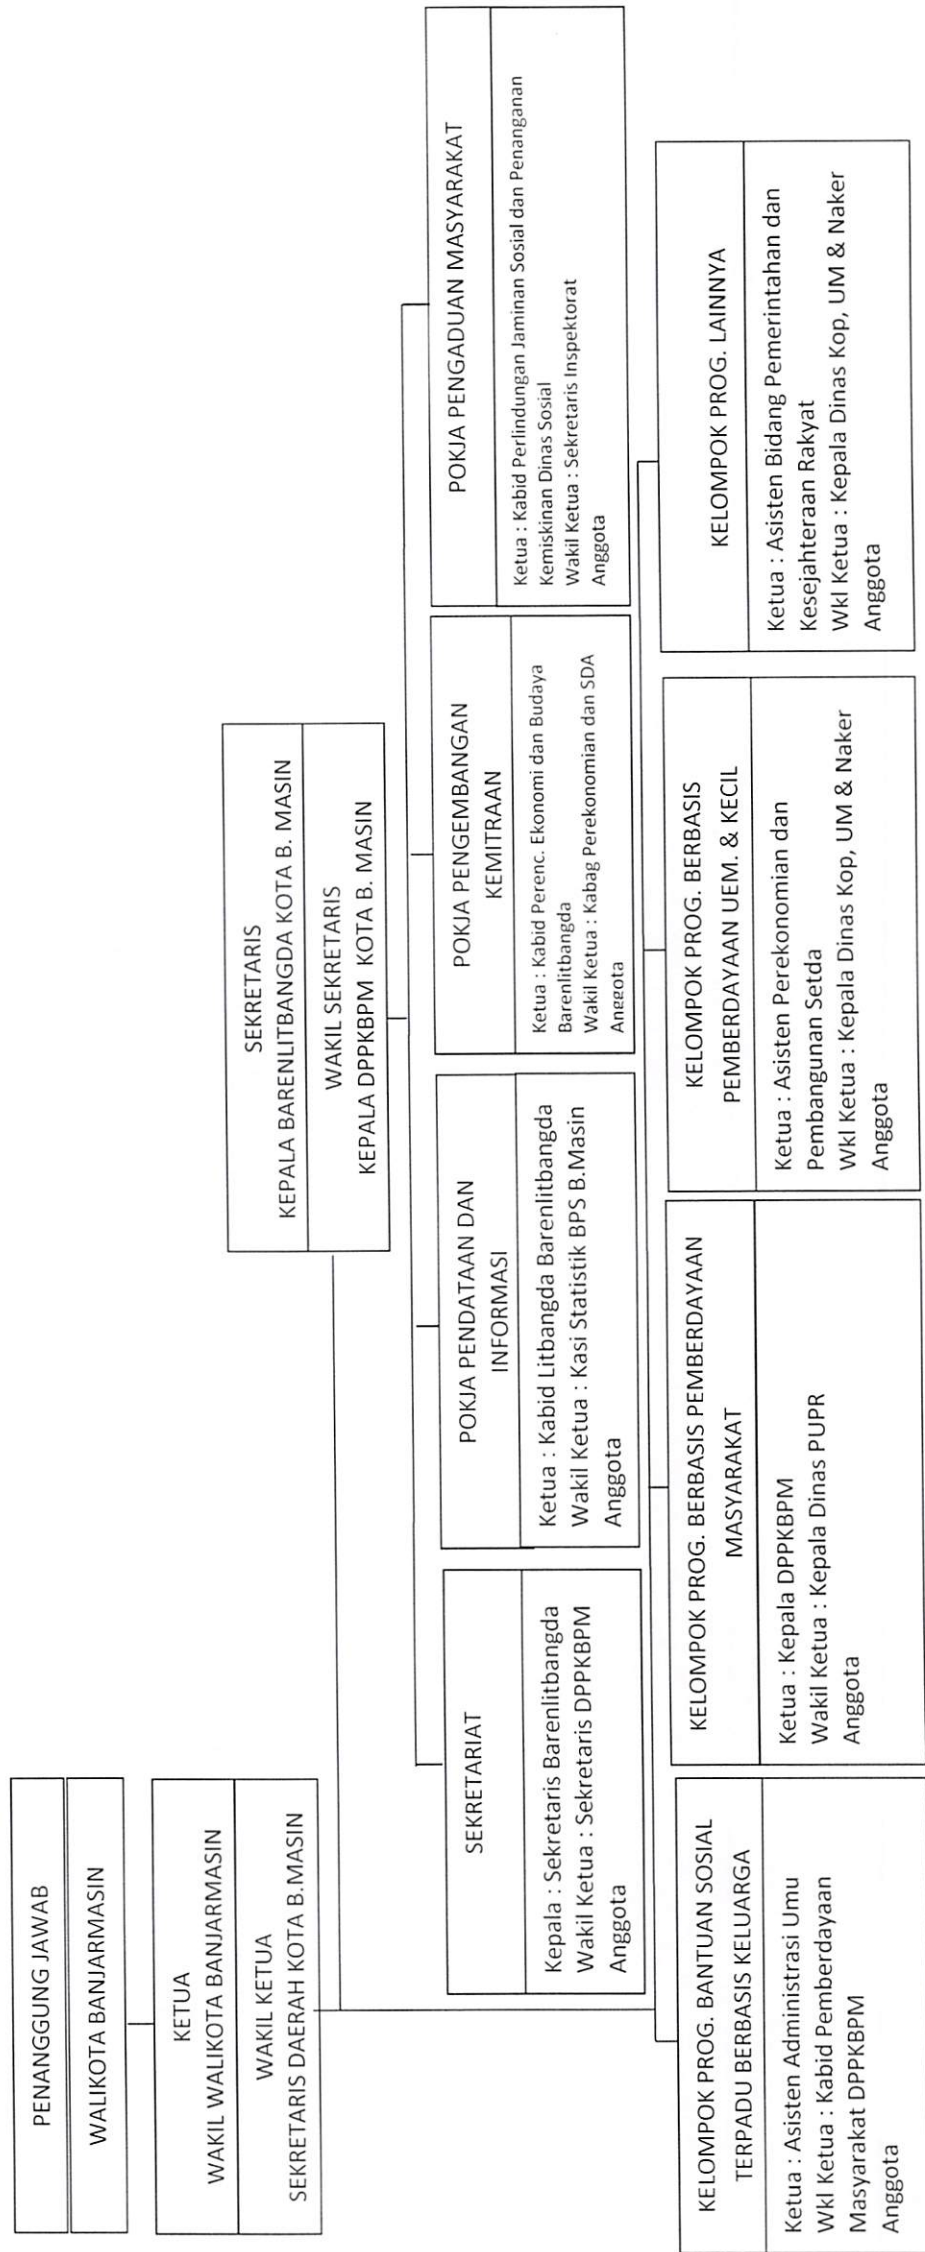 PENANGGUNG JAWAB
WALIKOTA BANJARMASIN
KETUA
WAKIL WALIKOTA BANJARMASIN
WAKIL KETUA
SEKRETARIS DAERAH KOTA B.MASIN
SEKRETARIS
KEPALA BARENLITBANGDA KOTA B. MASIN
WAKIL SEKRETARIS
KEPALA DPPKBPM KOTA B. MASIN
SEKRETARIAT
Kepala : Sekretaris Barenlitbangda
Wakil Ketua : Sekretaris DPPKBPM
Anggota
POKJA PENDATAAN DAN
INFORMASI
Ketua : Kabid Litbangda Barenlitbangda
Wakil Ketua : Kasi Statistik BPS B.Masin
Anggota
POKJA PENGEMBANGAN
KEMITRAAN
Ketua : Kabid Perenc. Ekonomi dan Budaya
Barenlitbangda
Wakil Ketua : Kabag Perekonomian dan SDA
Anggota
POKJA PENGADUAN MASYARAKAT
Ketua : Kabid Perlindungan Jaminan Sosial dan Penanganan
Kemiskinan Dinas Sosial
Wakil Ketua : Sekretaris Inspektorat
Anggota
KELOMPOK PROG. BANTUAN SOSIAL
TERPADU BERBASIS KELUARGA
Ketua : Asisten Administrasi Umu
Wkl Ketua : Kabid Pemberdayaan
Masyarakat DPPKBPM
Anggota
KELOMPOK PROG. BERBASIS PEMBERDAYAAN
MASYARAKAT
Ketua : Kepala DPPKBPM
Wakil Ketua : Kepala Dinas PUPR
Anggota
KELOMPOK PROG. BERBASIS
PEMBERDAYAAN UEM. & KECIL
Ketua : Asisten Perekonomian dan
Pembangunan Setda
Wkl Ketua : Kepala Dinas Kop, UM & Naker
Anggota
KELOMPOK PROG. LAINNYA
Ketua : Asisten Bidang Pemerintahan dan
Kesejahteraan Rakyat
Wkl Ketua : Kepala Dinas Kop, UM & Naker
Anggota